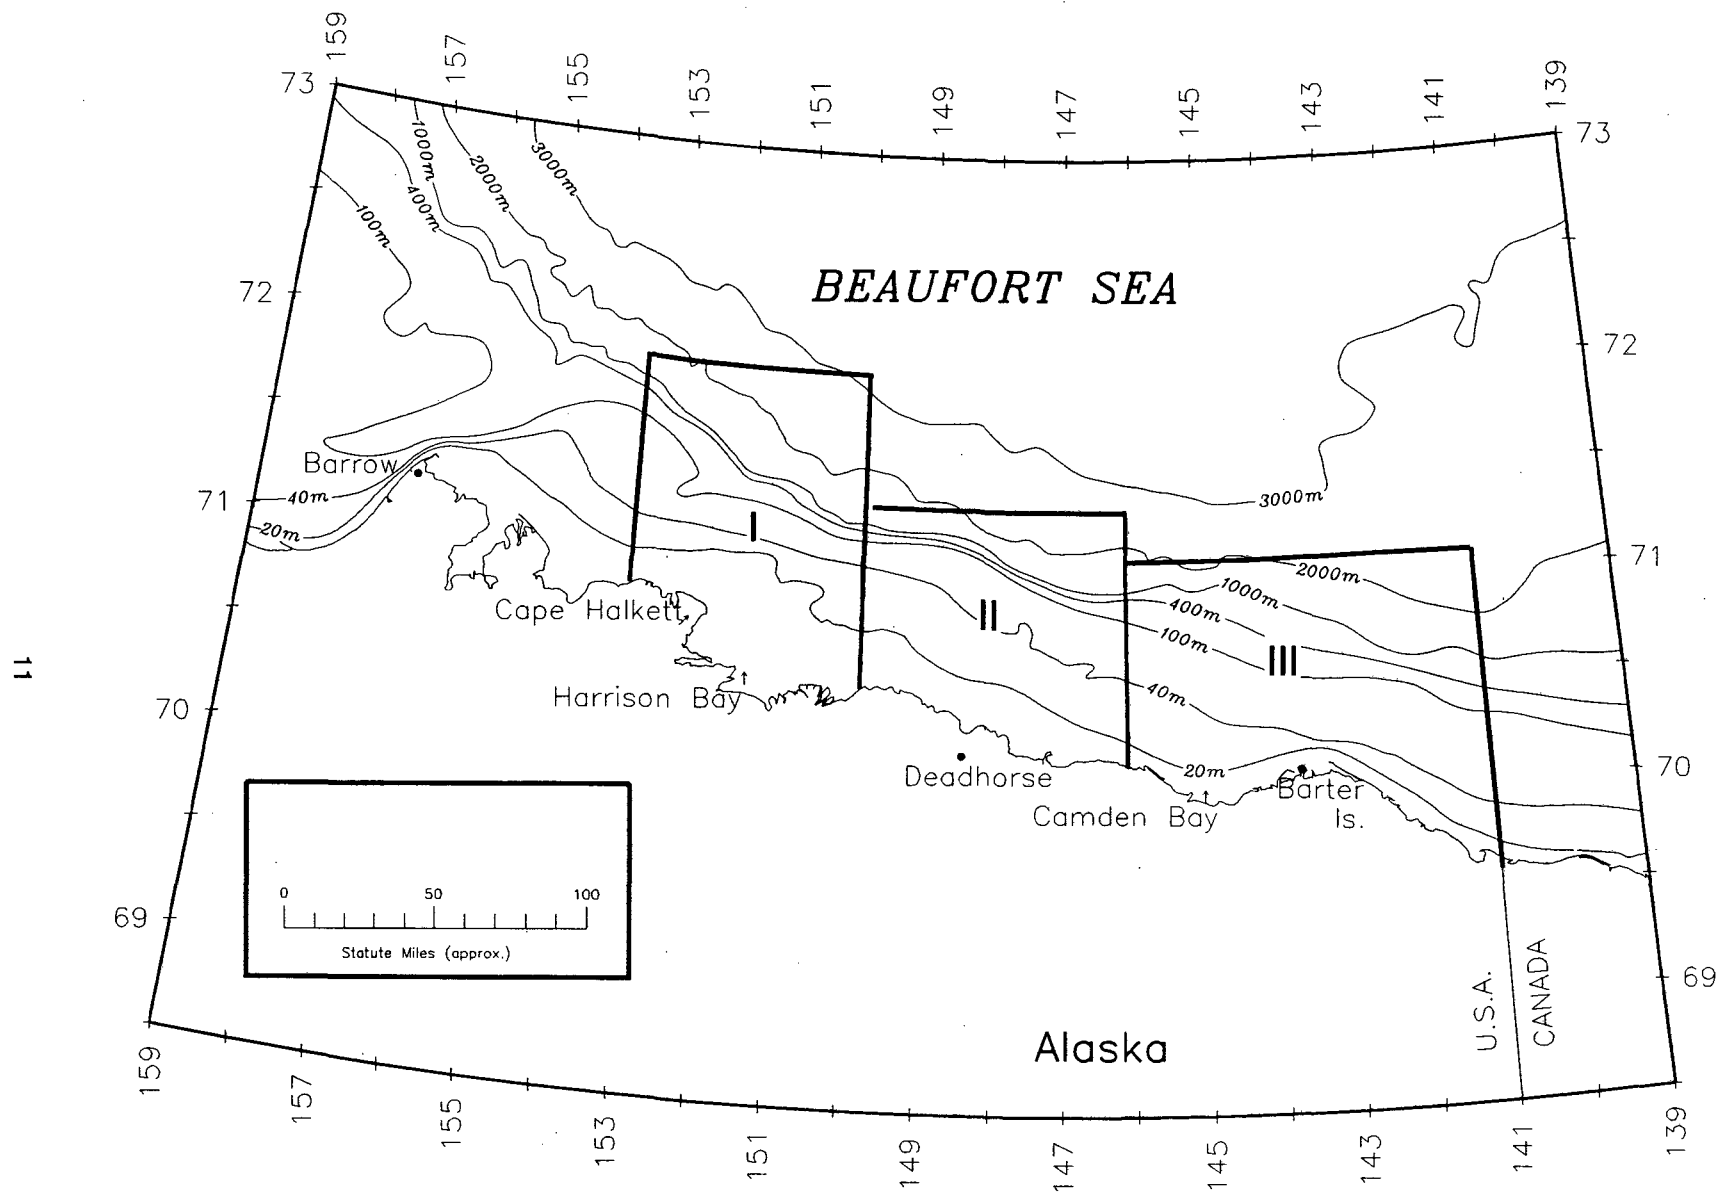 159
157
155
153
151
149
147
145
143
141
139
73
73
1000m
2000m
3000m
400m
100m
72
BEAUFORT SEA
72
Barrow
40m
71
20m
3000m
71
I
2000m
1000m
Cape Halkett
II
400m
100m
III
11
Harrison Bay
40m
70
Deadhorse
20m
70
Camden Bay
Barter
Is.
0 50 100
Statute Miles (approx.)
69
69
U.S.A.
CANADA
Alaska
159
157
155
153
151
149
147
145
143
141
139